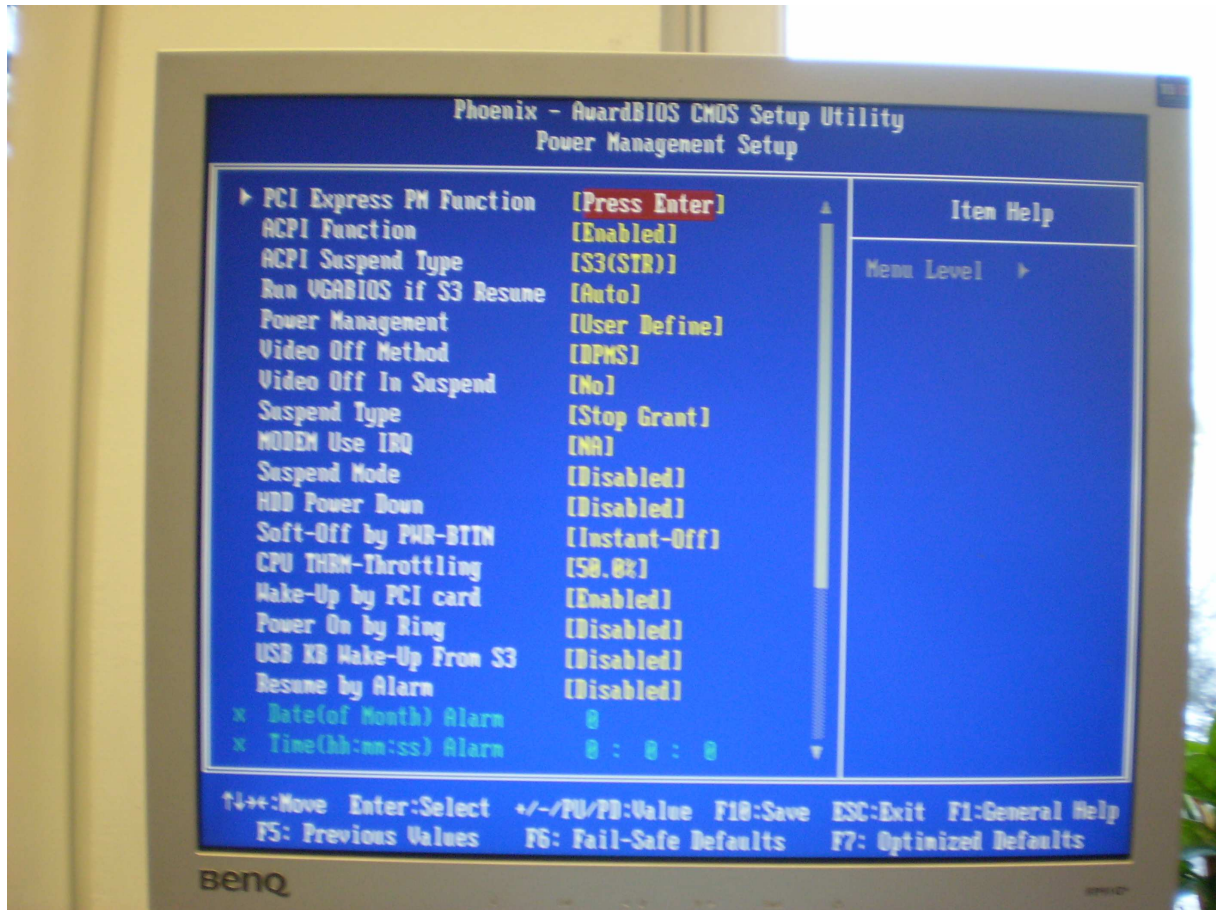 Phoenix - AwardBIOS CMOS Setup Utility
Power Management Setup
▶ PCI Express PM Function [Press Enter]
ACPI Function [Enabled]
ACPI Suspend Type [S3(STR)]
Run VGABIOS if S3 Resume [Auto]
Power Management [User Define]
Video Off Method [DPMS]
Video Off In Suspend [No]
Suspend Type [Stop Grant]
MODEM Use IRQ [NA]
Suspend Mode [Disabled]
HDD Power Down [Disabled]
Soft-Off by PWR-BTTN [Instant-Off]
CPU THRM-Throttling [50.0%]
Wake-Up by PCI card [Enabled]
Power On by Ring [Disabled]
USB KB Wake-Up From S3 [Disabled]
Resume by Alarm [Disabled]
x Date(of Month) Alarm 0
x Time(hh:mm:ss) Alarm 0 : 0 : 0
Item Help
Menu Level ▶
↑↓→←:Move Enter:Select +/-/PU/PD:Value F10:Save ESC:Exit F1:General Help
F5: Previous Values F6: Fail-Safe Defaults F7: Optimized Defaults
BenQ